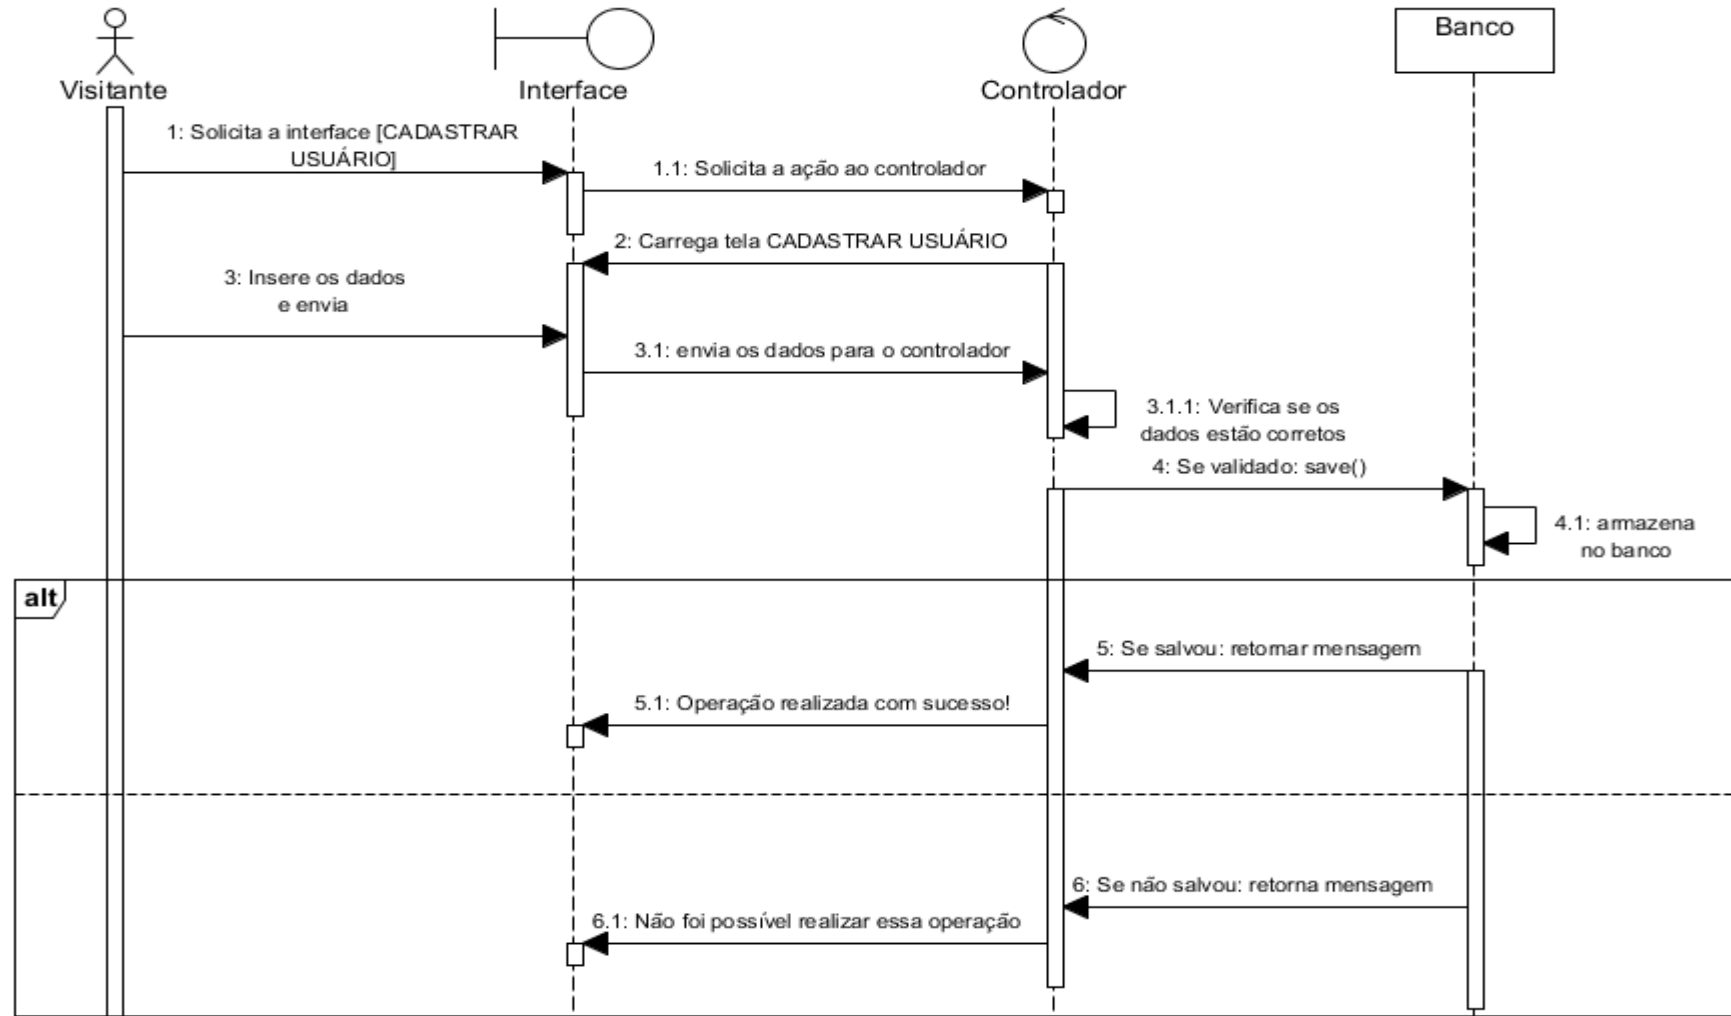 Banco
Visitante
Interface
Controlador
1: Solicita a interface [CADASTRAR
USUÁRIO]
1.1: Solicita a ação ao controlador
2: Carrega tela CADASTRAR USUÁRIO
3: Insere os dados
e envia
3.1: envia os dados para o controlador
3.1.1: Verifica se os
dados estão corretos
4: Se validado: save()
4.1: armazena
no banco
alt
5: Se salvou: retornar mensagem
5.1: Operação realizada com sucesso!
6: Se não salvou: retorna mensagem
6.1: Não foi possível realizar essa operação